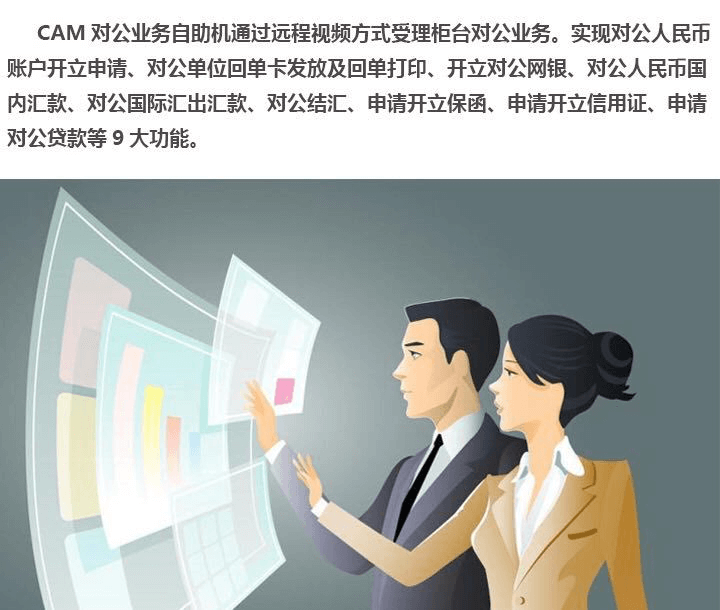 CAM 对公业务自助机通过远程视频方式受理柜台对公业务。实现对公人民币
账户开立申请、对公单位回单卡发放及回单打印、开立对公网银、对公人民币国
内汇款、对公国际汇出汇款、对公结汇、申请开立保函、申请开立信用证、申请
对公贷款等 9 大功能。